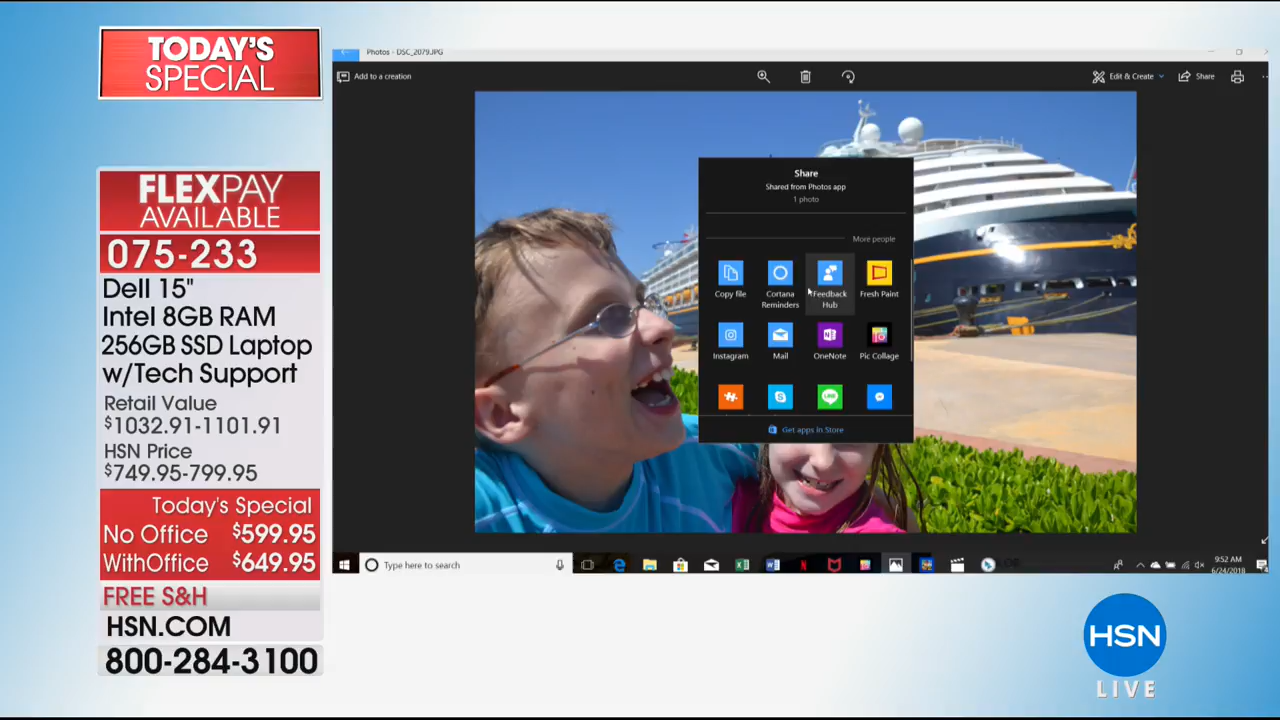 TODAY'S
SPECIAL
FLEXPAY
AVAILABLE
075-233
Dell 15"
Intel 8GB RAM
256GB SSD Laptop
w/Tech Support
Retail Value
$1032.91-1101.91
HSN Price
$749.95-799.95
Today's Special
No Office $599.95
WithOffice $649.95
FREE S&H
HSN.COM
800-284-3100
Photos - DSC_2079.JPG
Add to a creation
Edit & Create
Share
Share
Shared from Photos app
1 photo
More people
Copy file
Cortana
Reminders
Feedback
Hub
Fresh Paint
Instagram
Mail
OneNote
Pic Collage
Get apps in Store
Type here to search
9:52 AM
6/24/2018
HSN
LIVE